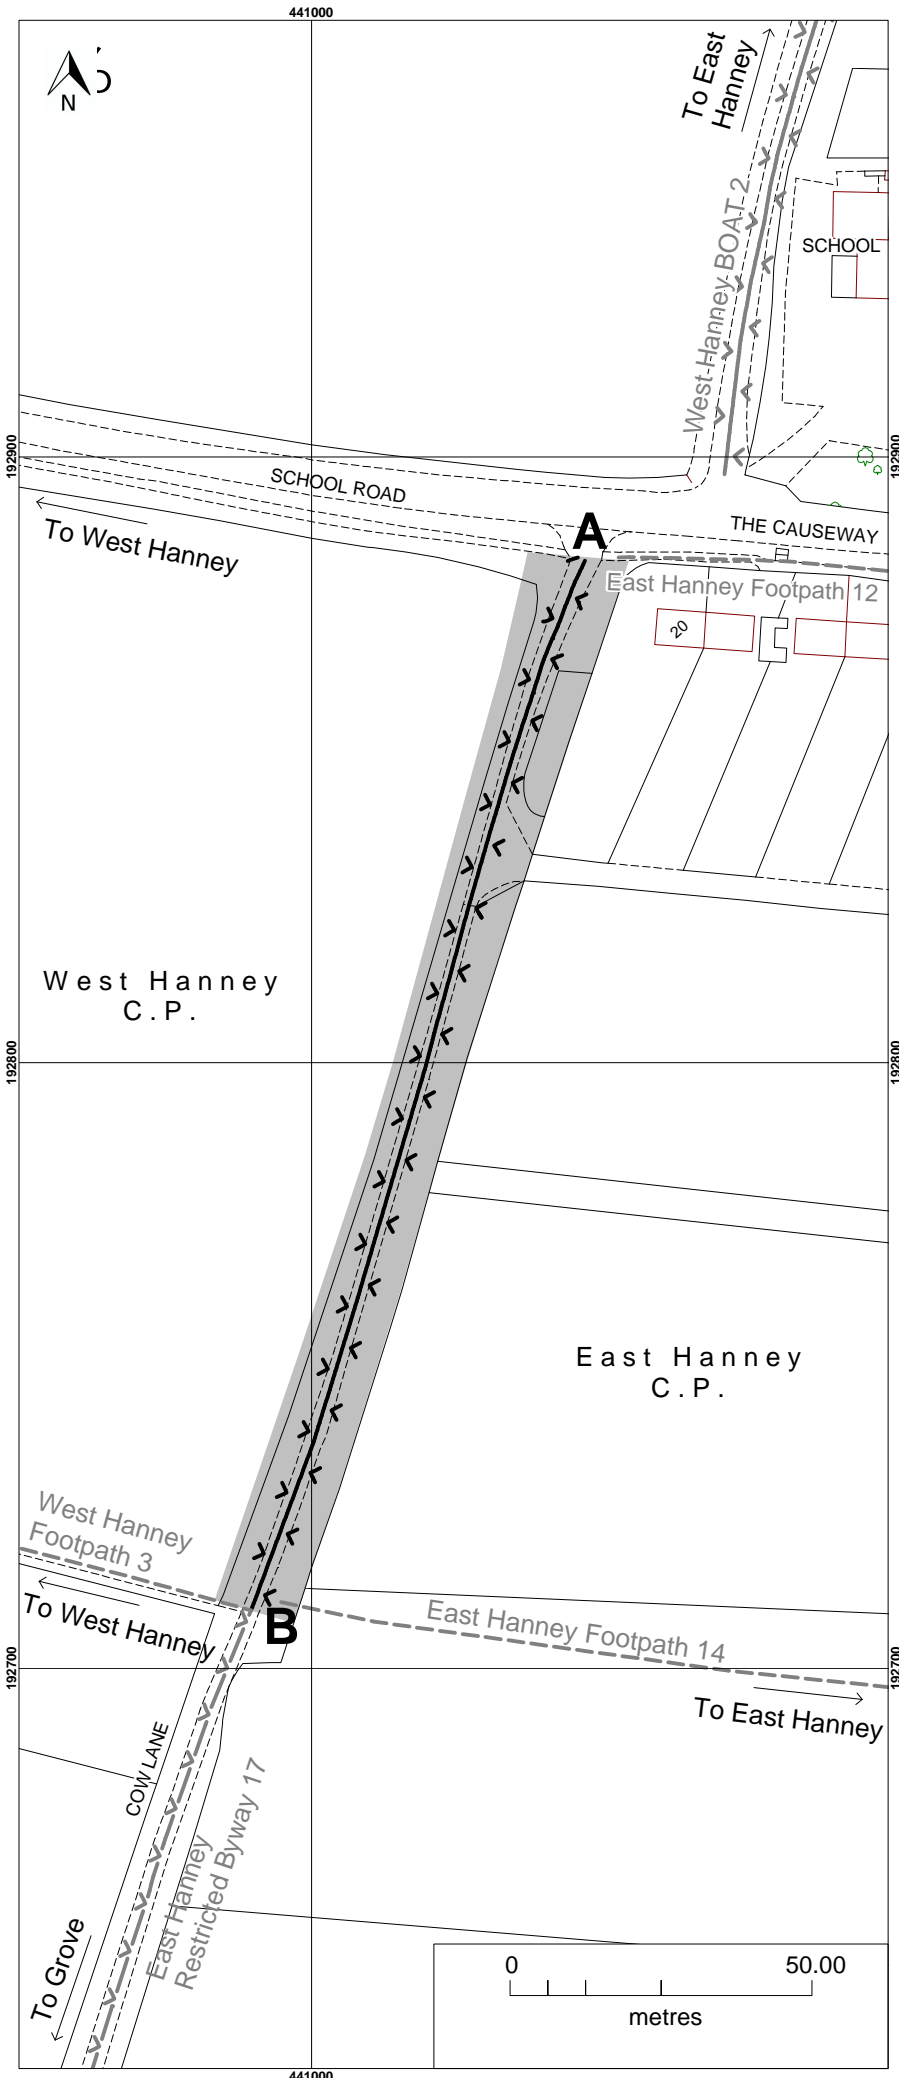 441000
N
To East
Hanney
West Hanney BOAT 2
SCHOOL
192900
192900
SCHOOL ROAD
To West Hanney
A
THE CAUSEWAY
East Hanney Footpath 12
20
West Hanney
C.P.
192800
192800
East Hanney
C.P.
West Hanney
Footpath 3
To West Hanney
B
East Hanney Footpath 14
192700
192700
To East Hanney
COW LANE
East Hanney
Restricted Byway 17
To Grove
0 50.00
metres
441000